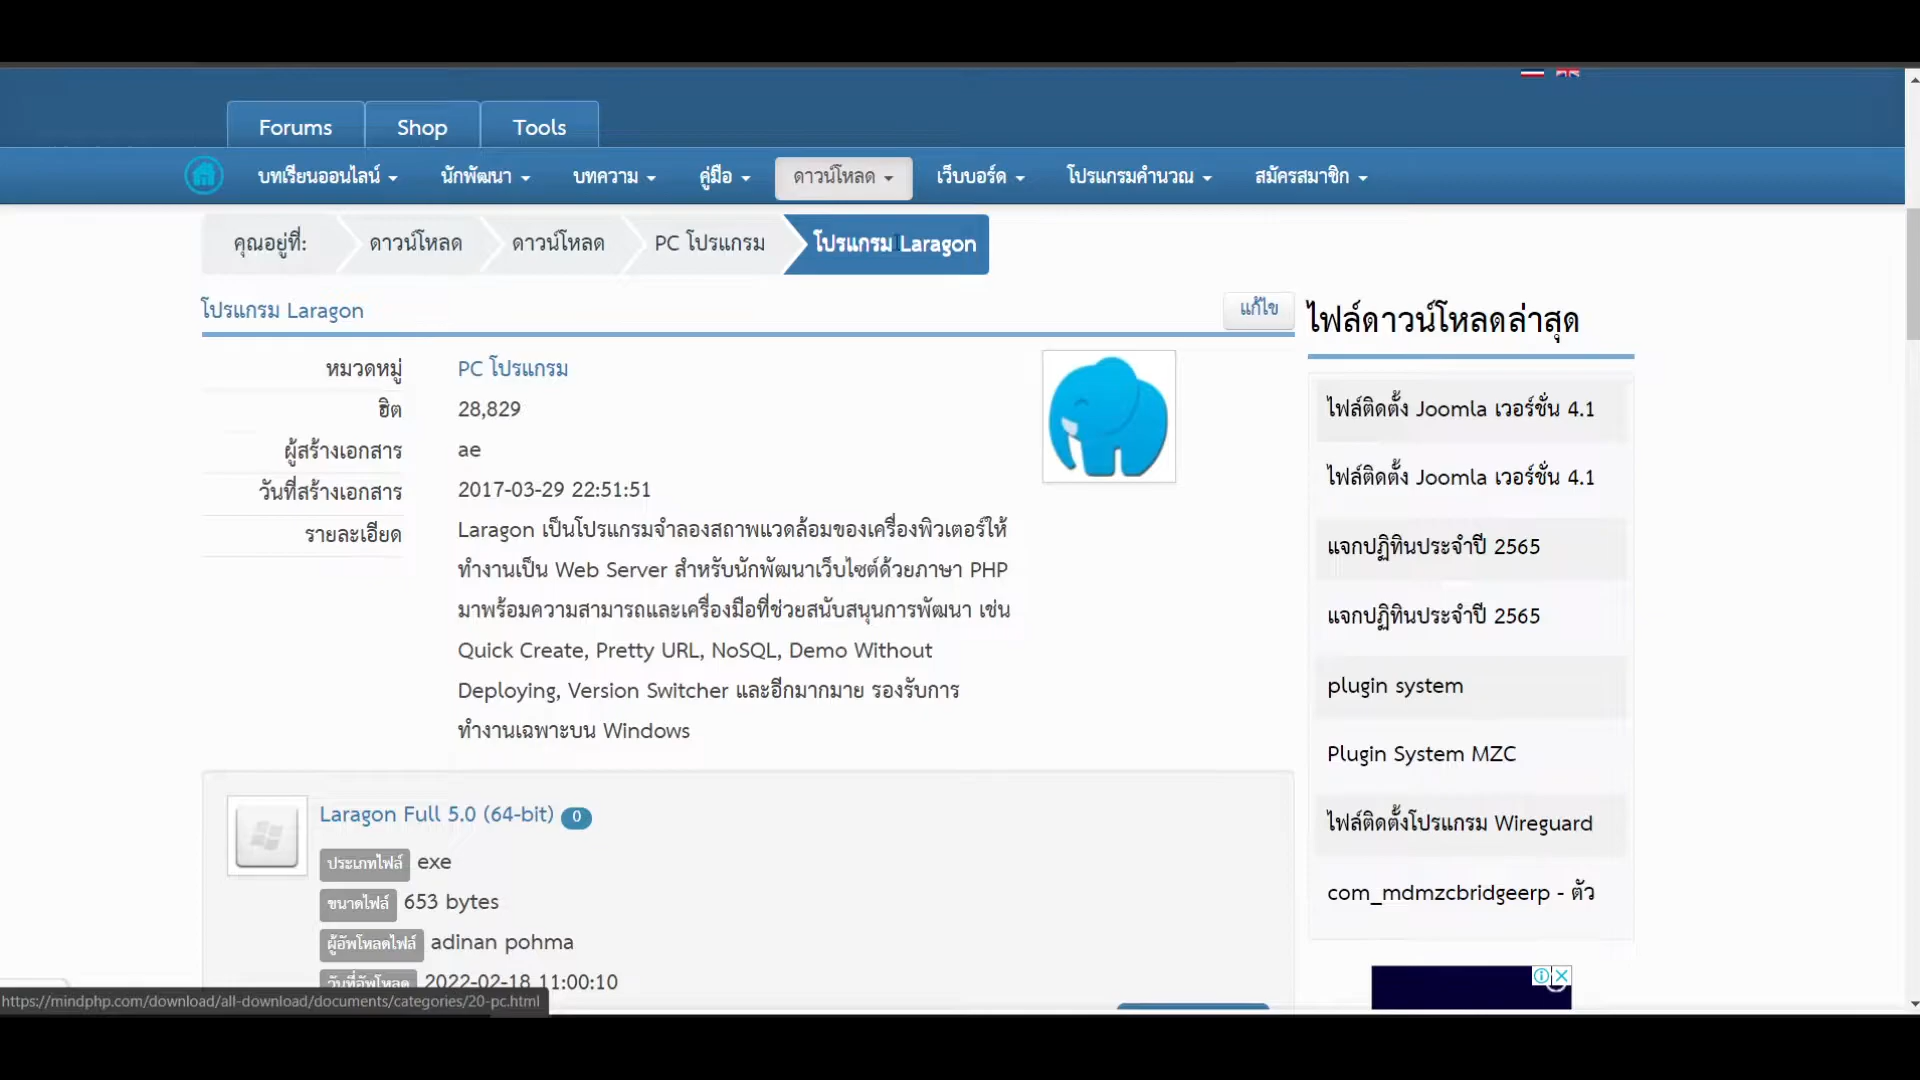 Forums Shop Tools
บทเรียนออนไลน์ นักพัฒนา บทความ คู่มือ ดาวน์โหลด เว็บบอร์ด โปรแกรมคำนวณ สมัครสมาชิก
คุณอยู่ที่: ดาวน์โหลด ดาวน์โหลด PC โปรแกรม โปรแกรม Laragon
โปรแกรม Laragon
แก้ไข
หมวดหมู่ PC โปรแกรม
ฮิต 28,829
ผู้สร้างเอกสาร ae
วันที่สร้างเอกสาร 2017-03-29 22:51:51
รายละเอียด Laragon เป็นโปรแกรมจำลองสภาพแวดล้อมของเครื่องพิวเตอร์ให้
ทำงานเป็น Web Server สำหรับนักพัฒนาเว็บไซต์ด้วยภาษา PHP
มาพร้อมความสามารถและเครื่องมือที่ช่วยสนับสนุนการพัฒนา เช่น
Quick Create, Pretty URL, NoSQL, Demo Without
Deploying, Version Switcher และอีกมากมาย รองรับการ
ทำงานเฉพาะบน Windows
Laragon Full 5.0 (64-bit) 0
ประเภทไฟล์ exe
ขนาดไฟล์ 653 bytes
ผู้อัพโหลดไฟล์ adinan pohma
วันที่อัพโหลด 2022-02-18 11:00:10
ไฟล์ดาวน์โหลดล่าสุด
ไฟล์ติดตั้ง Joomla เวอร์ชั่น 4.1
ไฟล์ติดตั้ง Joomla เวอร์ชั่น 4.1
แจกปฏิทินประจำปี 2565
แจกปฏิทินประจำปี 2565
plugin system
Plugin System MZC
ไฟล์ติดตั้งโปรแกรม Wireguard
com_mdmzcbridgeerp - ตัว
https://mindphp.com/download/all-download/documents/categories/20-pc.html